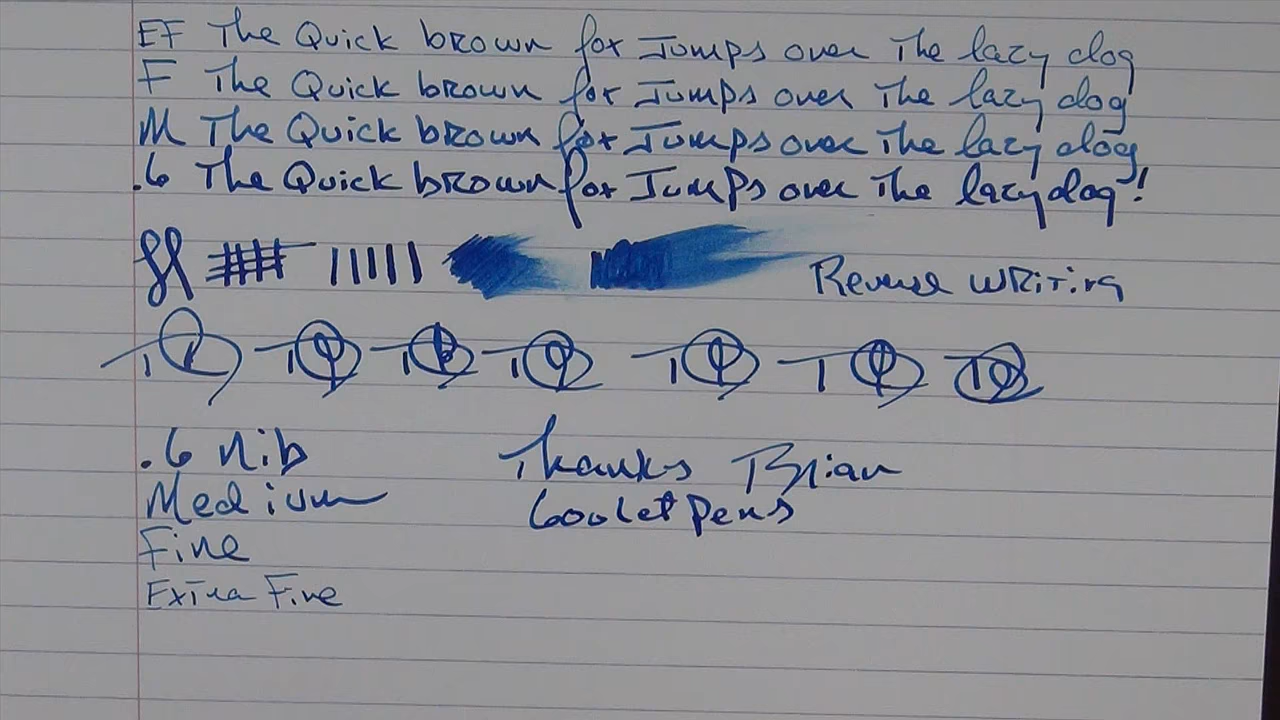 EF The Quick brown fox Jumps over The lazy dog
F The Quick brown fox Jumps over The lazy dog
M The Quick brown fox Jumps over The lazy dog
.6 The Quick brown fox Jumps over The lazy dog!
Reverse writing
.6 Nib
Medium
Fine
Extra Fine
Thanks Brian
Goulet Pens